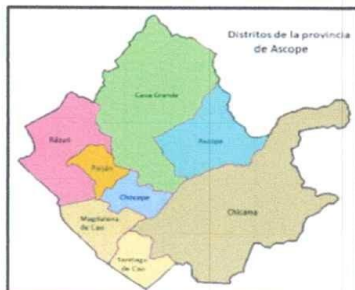 Distritos de la provincia
de Ascope
Casa Grande
Rázuri
Ascope
Paiján
Chocope
Chicama
Magdalena
de Cao
Santiago
de Cao